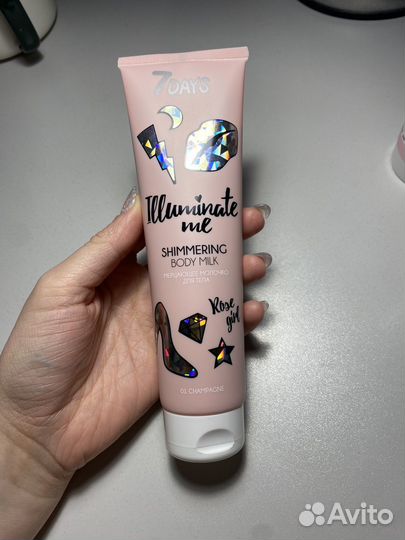 7DAYS
Illuminate
me
SHIMMERING
BODY MILK
МЕРЦАЮЩЕЕ МОЛОЧКО
ДЛЯ ТЕЛА
Rose
girl
01 CHAMPAGNE
Avito